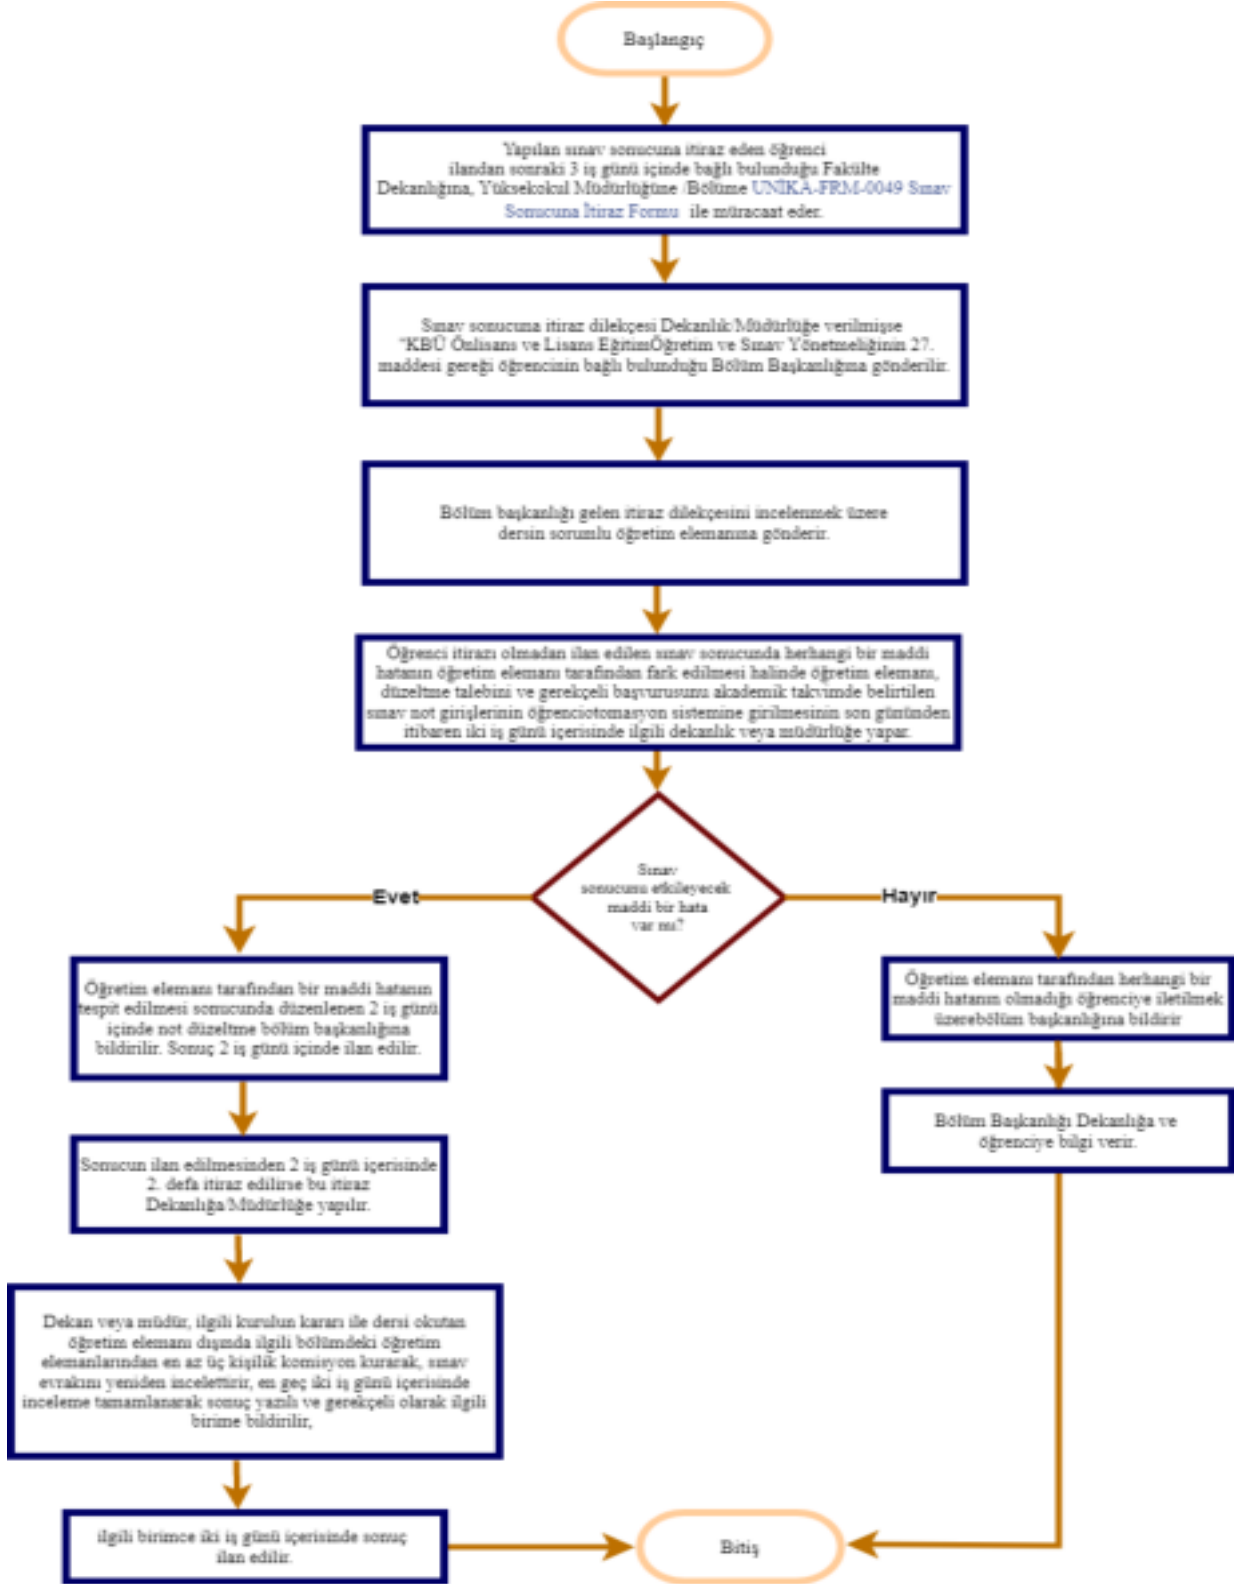 Başlangıç
Yapılan sınav sonucuna itiraz eden öğrenci
ilandan sonraki 3 iş günü içinde bağlı bulunduğu Fakülte
Dekanlığına, Yüksekokul Müdürlüğüne /Bölüme UNİKA-FRM-0049 Sınav
Sonucuna İtiraz Formu ile müracaat eder.
Sınav sonucuna itiraz dilekçesi Dekanlık/Müdürlüğe verilmişse
"KBÜ Önlisans ve Lisans EğitimÖğretim ve Sınav Yönetmeliğinin 27.
maddesi gereği öğrencinin bağlı bulunduğu Bölüm Başkanlığına gönderilir.
Bölüm başkanlığı gelen itiraz dilekçesini incelenmek üzere
dersin sorumlu öğretim elemanına gönderir.
Öğrenci itirazı olmadan ilan edilen sınav sonucunda herhangi bir maddi
hatanın öğretim elemanı tarafından fark edilmesi halinde öğretim elemanı,
düzeltme talebini ve gerekçeli başvurusunu akademik takvimde belirtilen
sınav not girişlerinin öğrenciotomasyon sistemine girilmesinin son gününden
itibaren iki iş günü içerisinde ilgili dekanlık veya müdürlüğe yapar.
Sınav
sonucunu etkileyecek
maddi bir hata
var mı?
Evet
Hayır
Öğretim elemanı tarafından bir maddi hatanın
tespit edilmesi sonucunda düzenlenen 2 iş günü
içinde not düzeltme bölüm başkanlığına
bildirilir. Sonuç 2 iş günü içinde ilan edilir.
Öğretim elemanı tarafından herhangi bir
maddi hatanın olmadığı öğrenciye iletilmek
üzerebölüm başkanlığına bildirir
Sonucun ilan edilmesinden 2 iş günü içerisinde
2. defa itiraz edilirse bu itiraz
Dekanlığa/Müdürlüğe yapılır.
Bölüm Başkanlığı Dekanlığa ve
öğrenciye bilgi verir.
Dekan veya müdür, ilgili kurulun kararı ile dersi okutan
öğretim elemanı dışında ilgili bölümdeki öğretim
elemanlarından en az üç kişilik komisyon kurarak, sınav
evrakını yeniden incelettirir, en geç iki iş günü içerisinde
inceleme tamamlanarak sonuç yazılı ve gerekçeli olarak ilgili
birime bildirilir,
ilgili birimce iki iş günü içerisinde sonuç
ilan edilir.
Bitiş